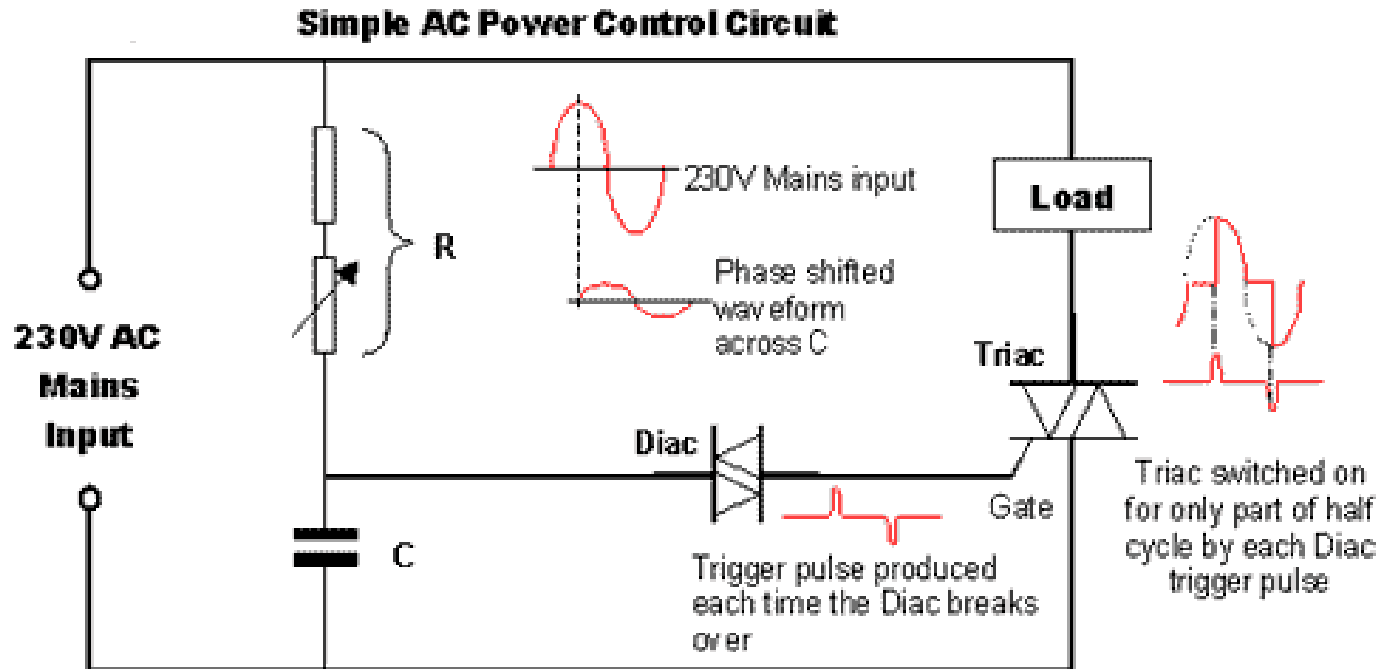 Simple AC Power Control Circuit
230V Mains input
Load
R
Phase shifted
waveform
across C
230V AC
Mains
Input
Triac
Diac
Gate
C
Trigger pulse produced
each time the Diac breaks
over
Triac switched on
for only part of half
cycle by each Diac
trigger pulse